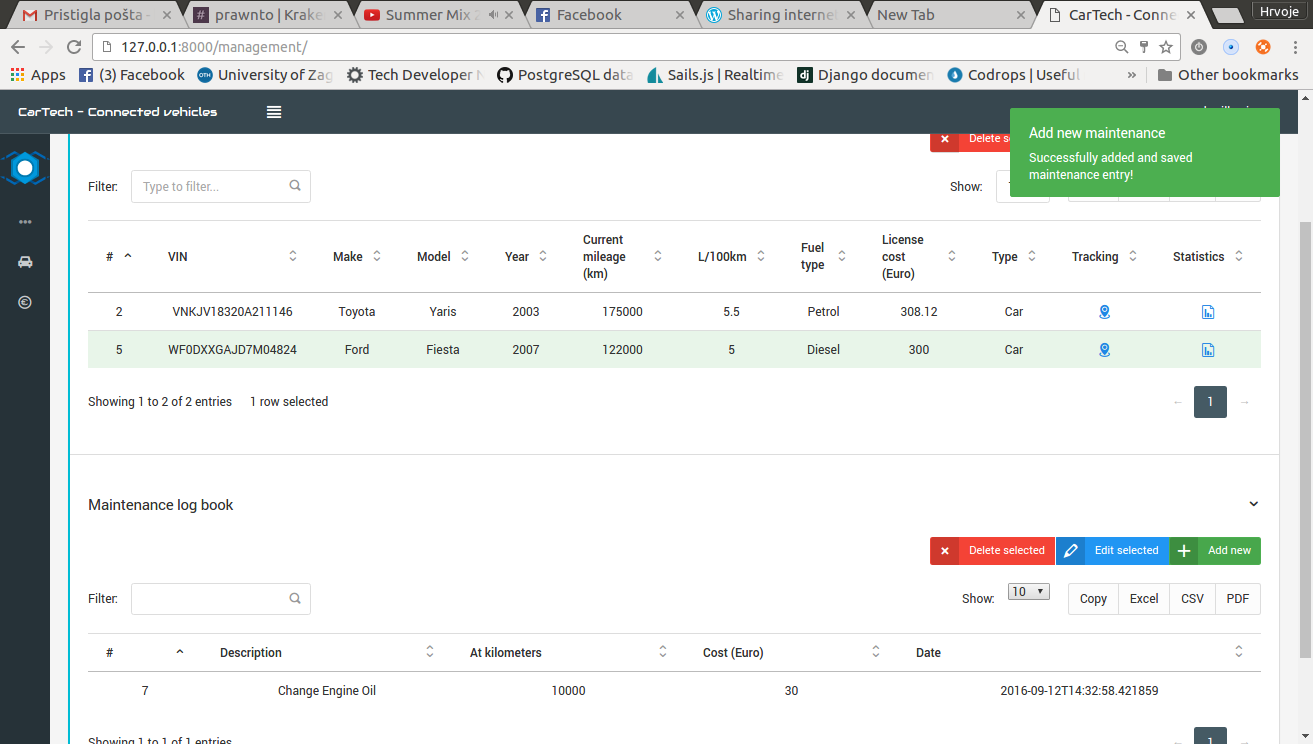 Pristigla pošta -
prawnto | Krake
Summer Mix 2
Facebook
Sharing internet
New Tab
CarTech - Conne
Hrvoje
127.0.0.1:8000/management/
Apps
(3) Facebook
University of Zag
Tech Developer N
PostgreSQL data
Sails.js | Realtime
Django documen
Codrops | Useful
»
Other bookmarks
CarTech - Connected vehicles
Add new maintenance
Successfully added and saved
maintenance entry!
Delete se
Filter:
Type to filter...
Show:
# VIN Make Model Year Current mileage (km) L/100km Fuel type License cost (Euro) Type Tracking Statistics
2 VNKJV18320A211146 Toyota Yaris 2003 175000 5.5 Petrol 308.12 Car
5 WF0DXXGAJD7M04824 Ford Fiesta 2007 122000 5 Diesel 300 Car
Showing 1 to 2 of 2 entries 1 row selected
← 1 →
Maintenance log book
Delete selected
Edit selected
Add new
Filter:
Show: 10
Copy Excel CSV PDF
# Description At kilometers Cost (Euro) Date
7 Change Engine Oil 10000 30 2016-09-12T14:32:58.421859
Showing 1 to 1 of 1 entries
← 1 →